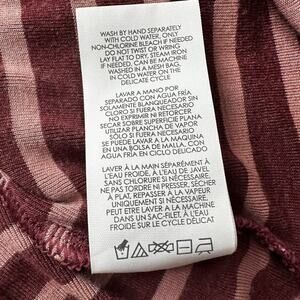 WASH BY HAND SEPARATELY
WITH COLD WATER, ONLY
NON-CHLORINE BLEACH IF NEEDED
DO NOT TWIST OR WRING
LAY FLAT TO DRY, STEAM IRON
IF NEEDED, CAN BE MACHINE
WASHED IN A MESH BAG,
IN COLD WATER ON THE
DELICATE CYCLE
LAVAR A MANO POR
SEPARADO CON AGUA FRÍA
SOLAMENTE BLANQUEADOR SIN
CLORO SI FUERA NECESARIO
NO EXPRIMIR NI RETORCER
SECAR SOBRE SUPERFICIE PLANA
UTILIZAR PLANCHA DE VAPOR
SÓLO SI FUERA NECESARIO
SE PUEDE LAVAR A LA MAQUINA
EN UNA BOLSA DE MALLA, CON
AGUA FRÍA EN CICLO DELICADO
LAVER À LA MAIN SÉPARÉMENT À
L'EAU FROIDE, À L'EAU DE JAVEL
SANS CHLORURE SI NÉCESSAIRE,
NE PAS TORDRE NI PRESSER, SÉCHER
À PLAT, REPASSER À LA VAPEUR
UNIQUEMENT SI NÉCESSAIRE,
PEUT ETRE LAVER A LA MACHINE
DANS UN SAC-FILET, À L'EAU
FROIDE SUR LE CYCLE DÉLICAT